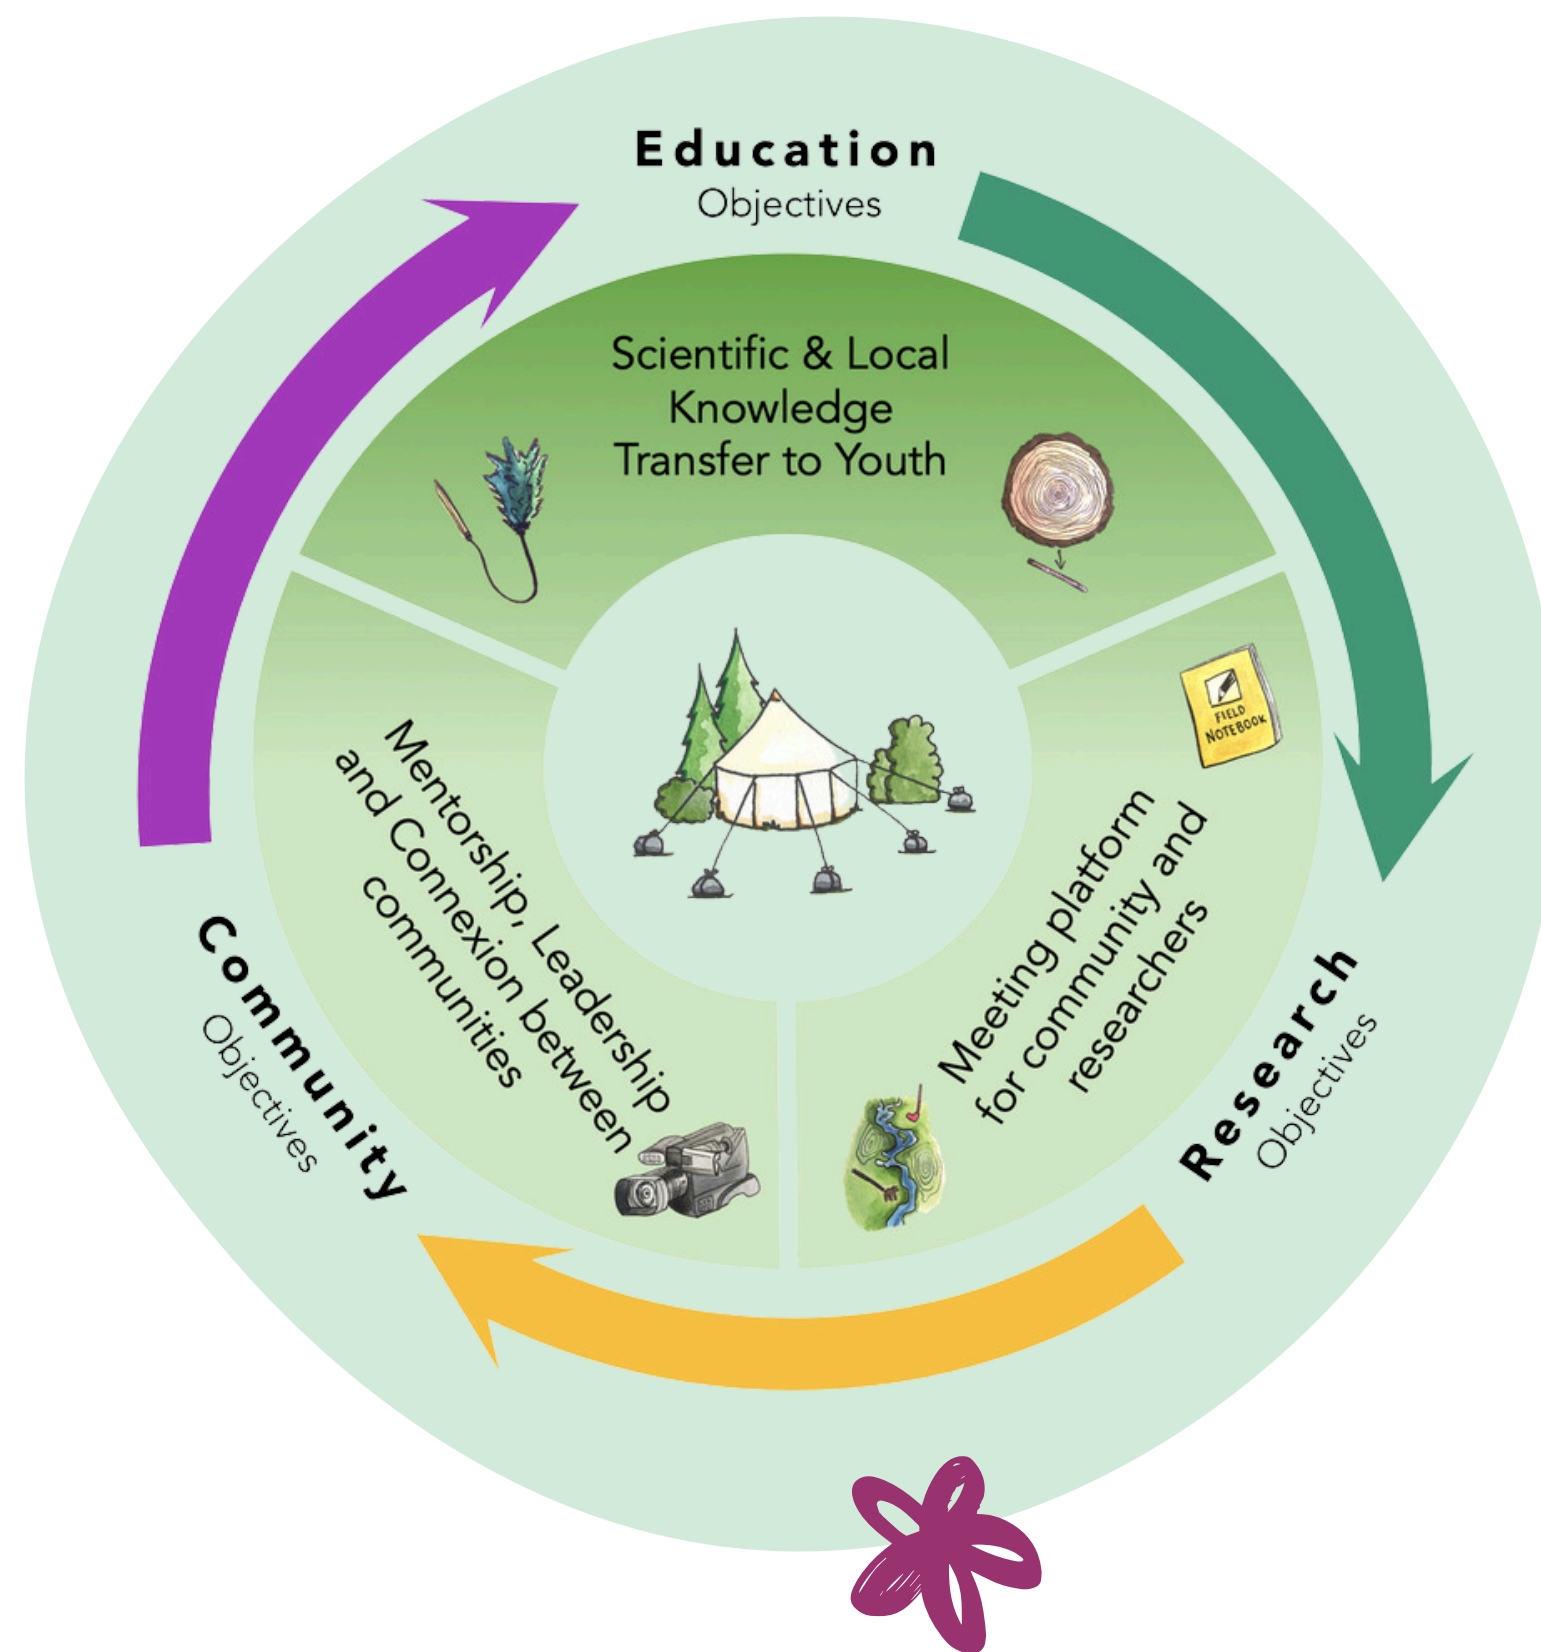 Education
Objectives
Scientific & Local
Knowledge
Transfer to Youth
FIELD
NOTEBOOK
Meeting platform
for community and
researchers
Research
Objectives
Mentorship, Leadership
and Connexion between
communities
Community
Objectives